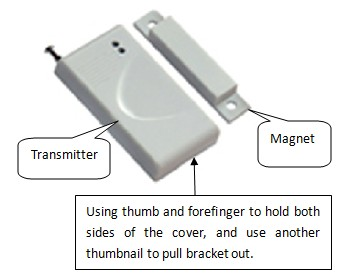 Transmitter
Magnet
Using thumb and forefinger to hold both
sides of the cover, and use another
thumbnail to pull bracket out.